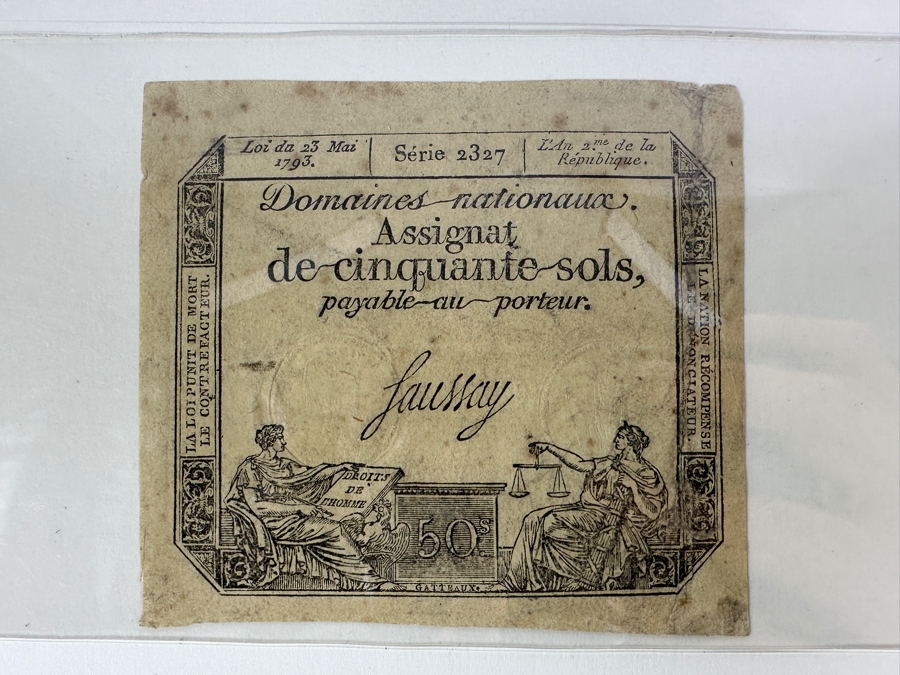 Loi du 23 Mai
1793.
Série 2327
L'An 2.me de la
République.
Domaines nationaux.
Assignat
de cinquante sols,
payable au porteur.
LA LOI PUNIT DE MORT
LE CONTREFACTEUR.
LA NATION RÉCOMPENSE
LE DÉNONCIATEUR.
Saussay
DROITS
DE
L'HOMME
50s
GATTEAUX.